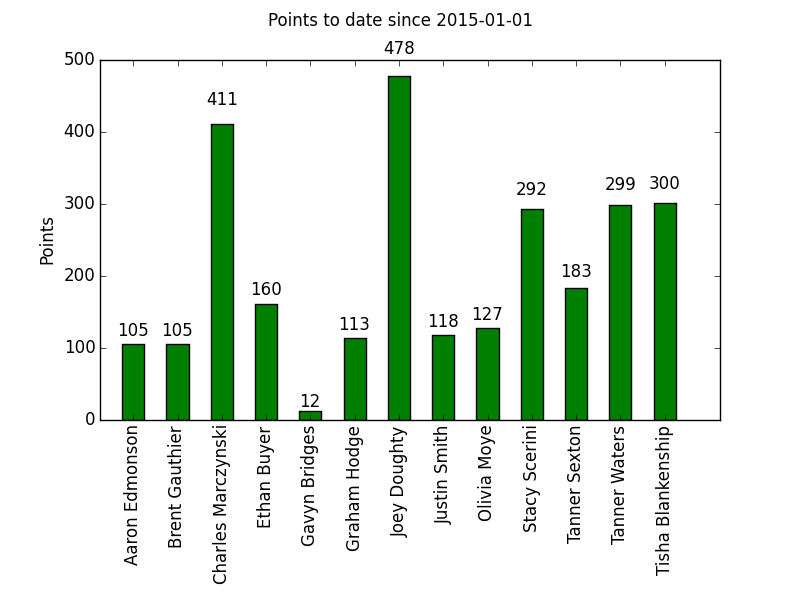 Points to date since 2015-01-01
478
500
411
400
300
292
299
300
Points
200
160
183
105
105
113
118
127
100
12
0
Aaron Edmonson
Brent Gauthier
Charles Marczynski
Ethan Buyer
Gavyn Bridges
Graham Hodge
Joey Doughty
Justin Smith
Olivia Moye
Stacy Scerini
Tanner Sexton
Tanner Waters
Tisha Blankenship